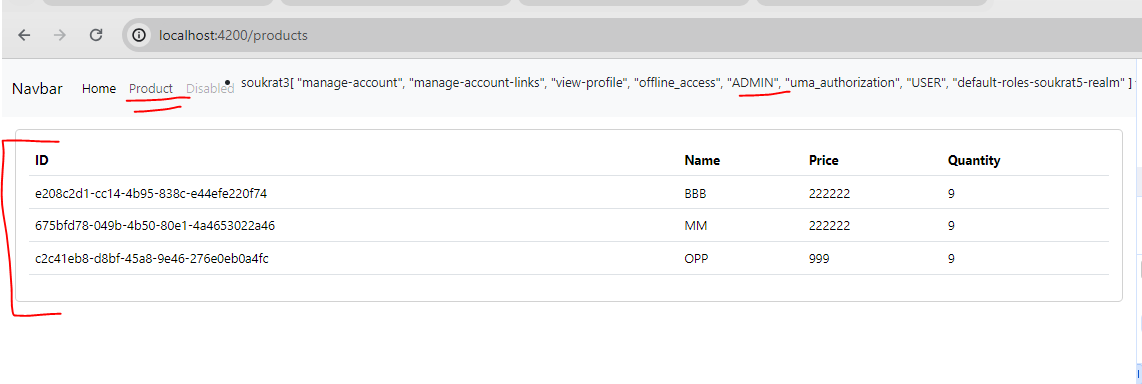 localhost:4200/products
Navbar Home Product Disabled soukrat3[ "manage-account", "manage-account-links", "view-profile", "offline_access", "ADMIN", "uma_authorization", "USER", "default-roles-soukrat5-realm" ]
ID Name Price Quantity
e208c2d1-cc14-4b95-838c-e44efe220f74 BBB 222222 9
675bfd78-049b-4b50-80e1-4a4653022a46 MM 222222 9
c2c41eb8-d8bf-45a8-9e46-276e0eb0a4fc OPP 999 9